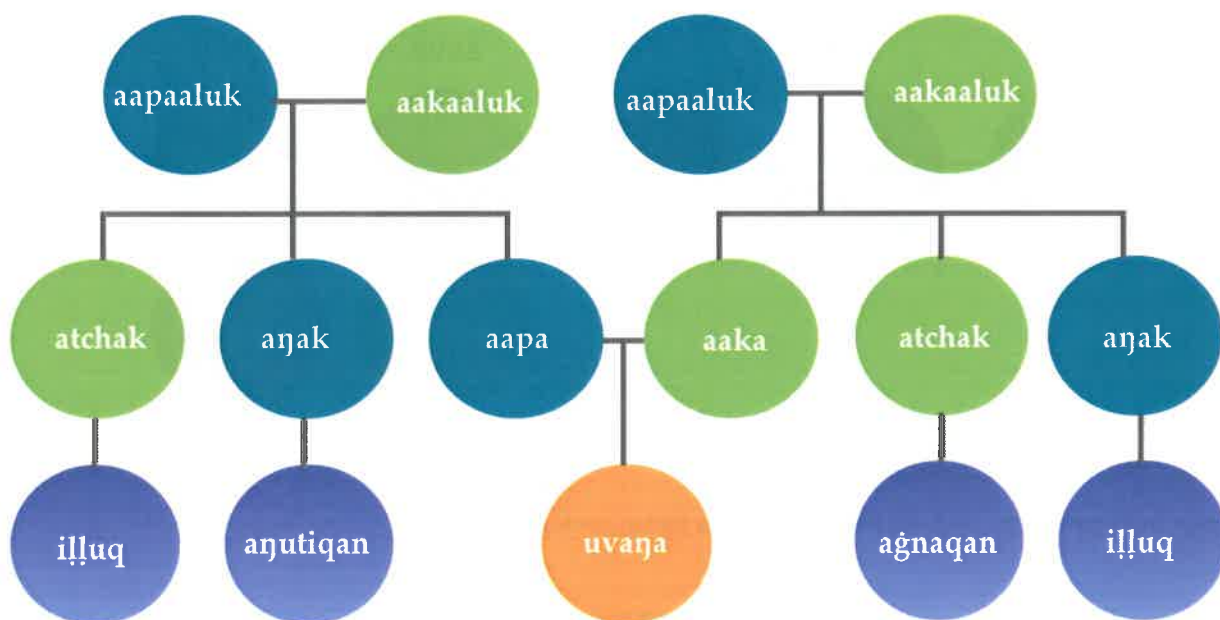 aapaaluk
aakaaluk
aapaaluk
aakaaluk
atchak
aŋak
aapa
aaka
atchak
aŋak
iḷḷuq
aŋutiqan
uvaŋa
aġnaqan
iḷḷuq